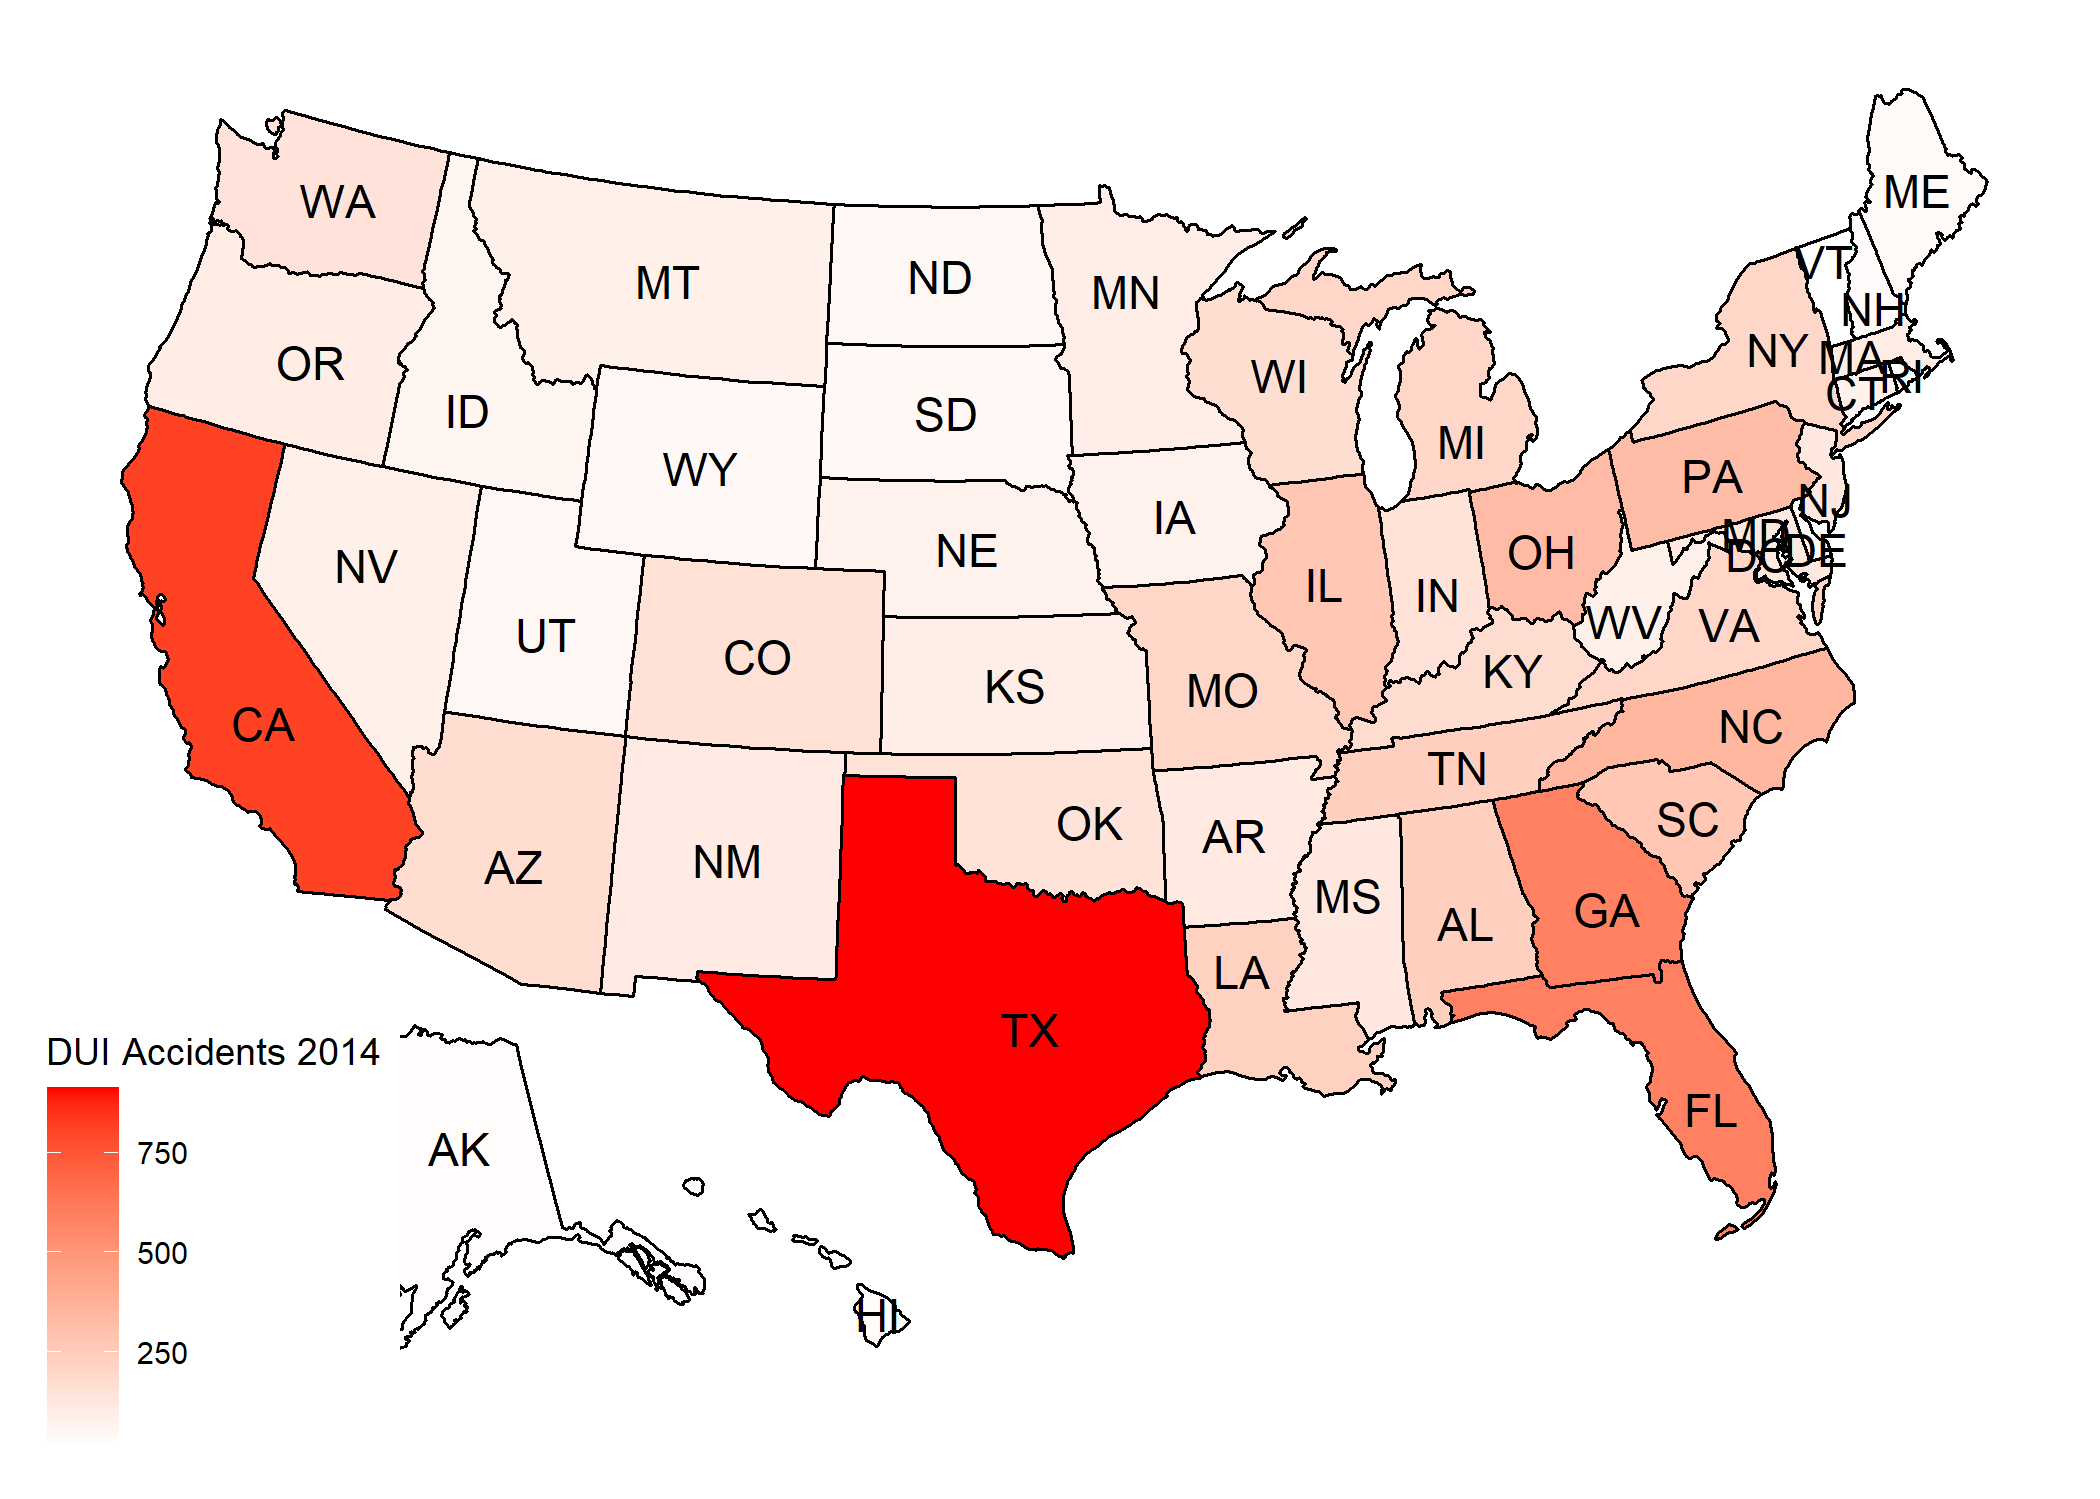 ME
WA
VT
ND
MT
MN
NH
NY
MA
OR
WI
RI
CT
ID
SD
MI
WY
PA
NJ
IA
MD
NE
OH
DC
DE
NV
IL
IN
WV
VA
UT
CO
KY
KS
MO
CA
NC
TN
OK
SC
AR
NM
AZ
MS
GA
AL
LA
TX
DUI Accidents 2014
FL
AK
750
500
HI
250